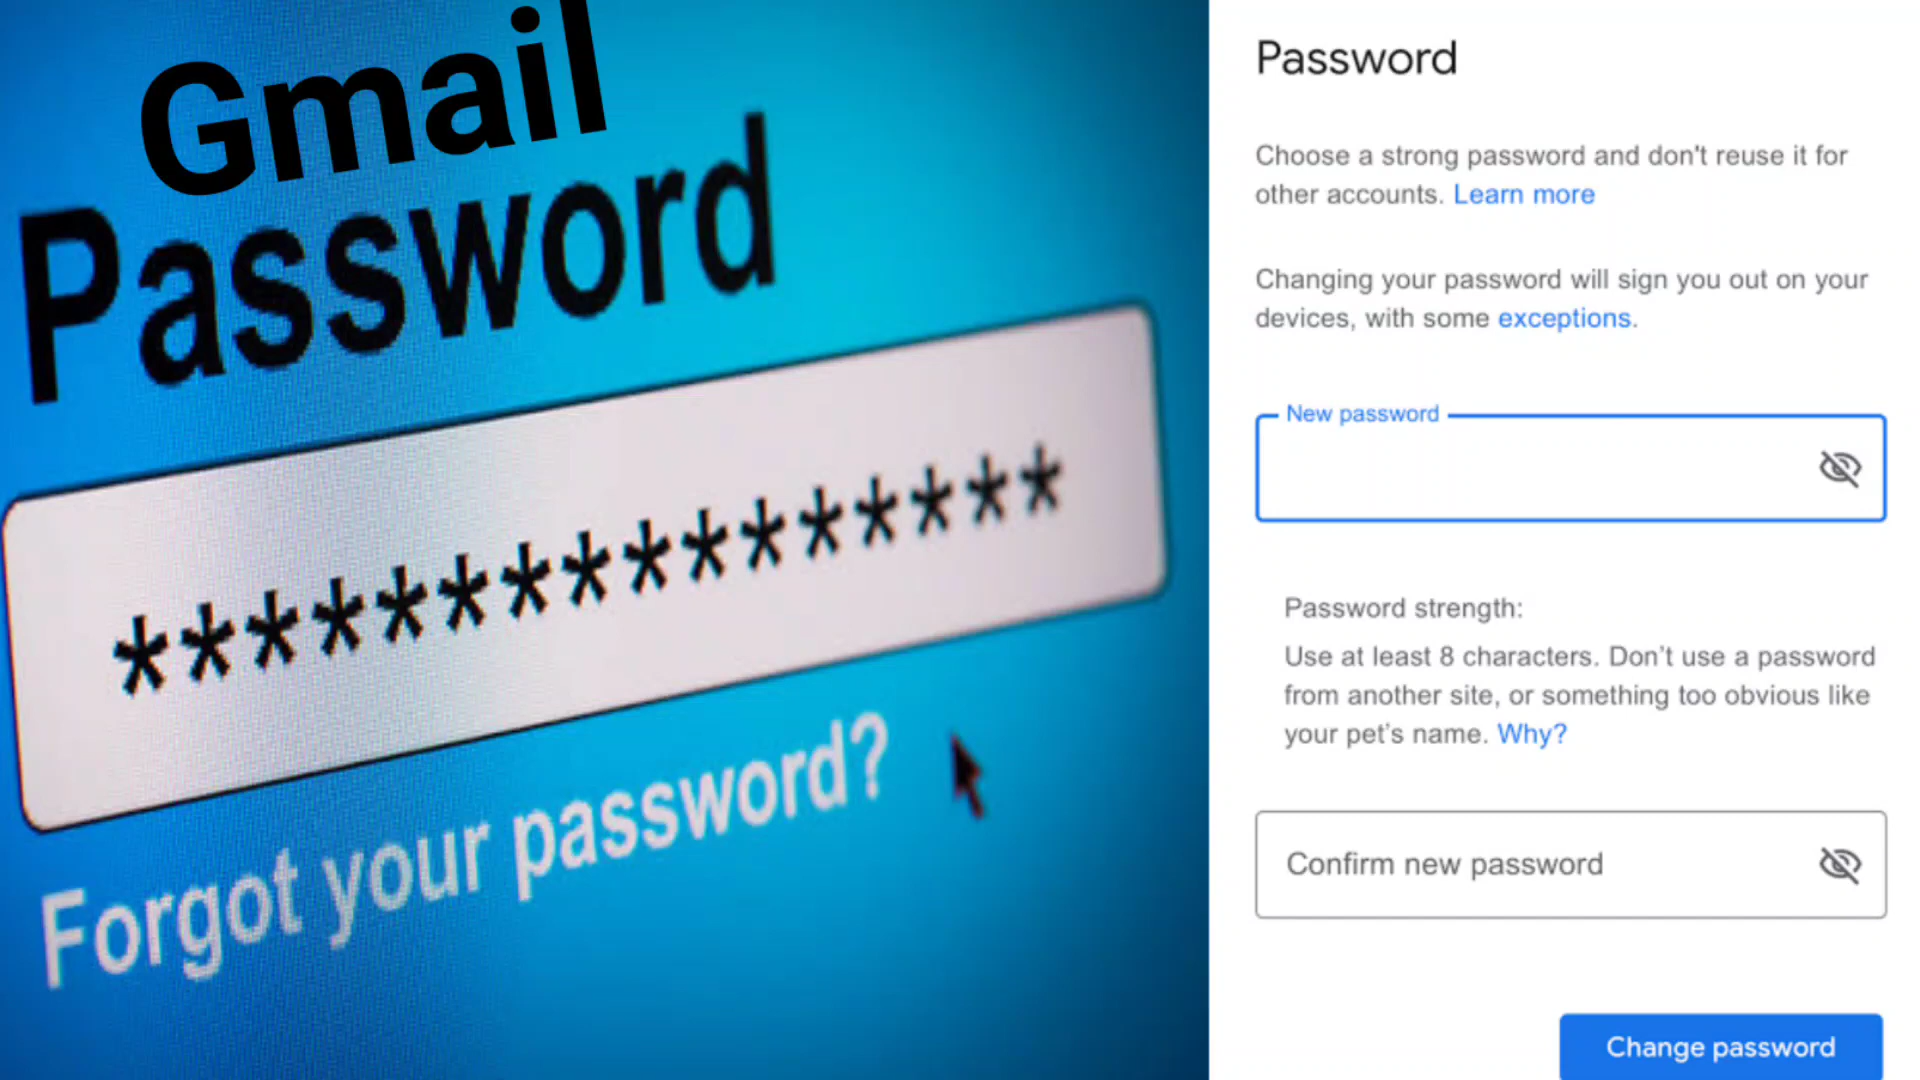 Gmail
Password
****************
Forgot your password?
Password
Choose a strong password and don't reuse it for
other accounts. Learn more
Changing your password will sign you out on your
devices, with some exceptions.
New password
Password strength:
Use at least 8 characters. Don’t use a password
from another site, or something too obvious like
your pet’s name. Why?
Confirm new password
Change password